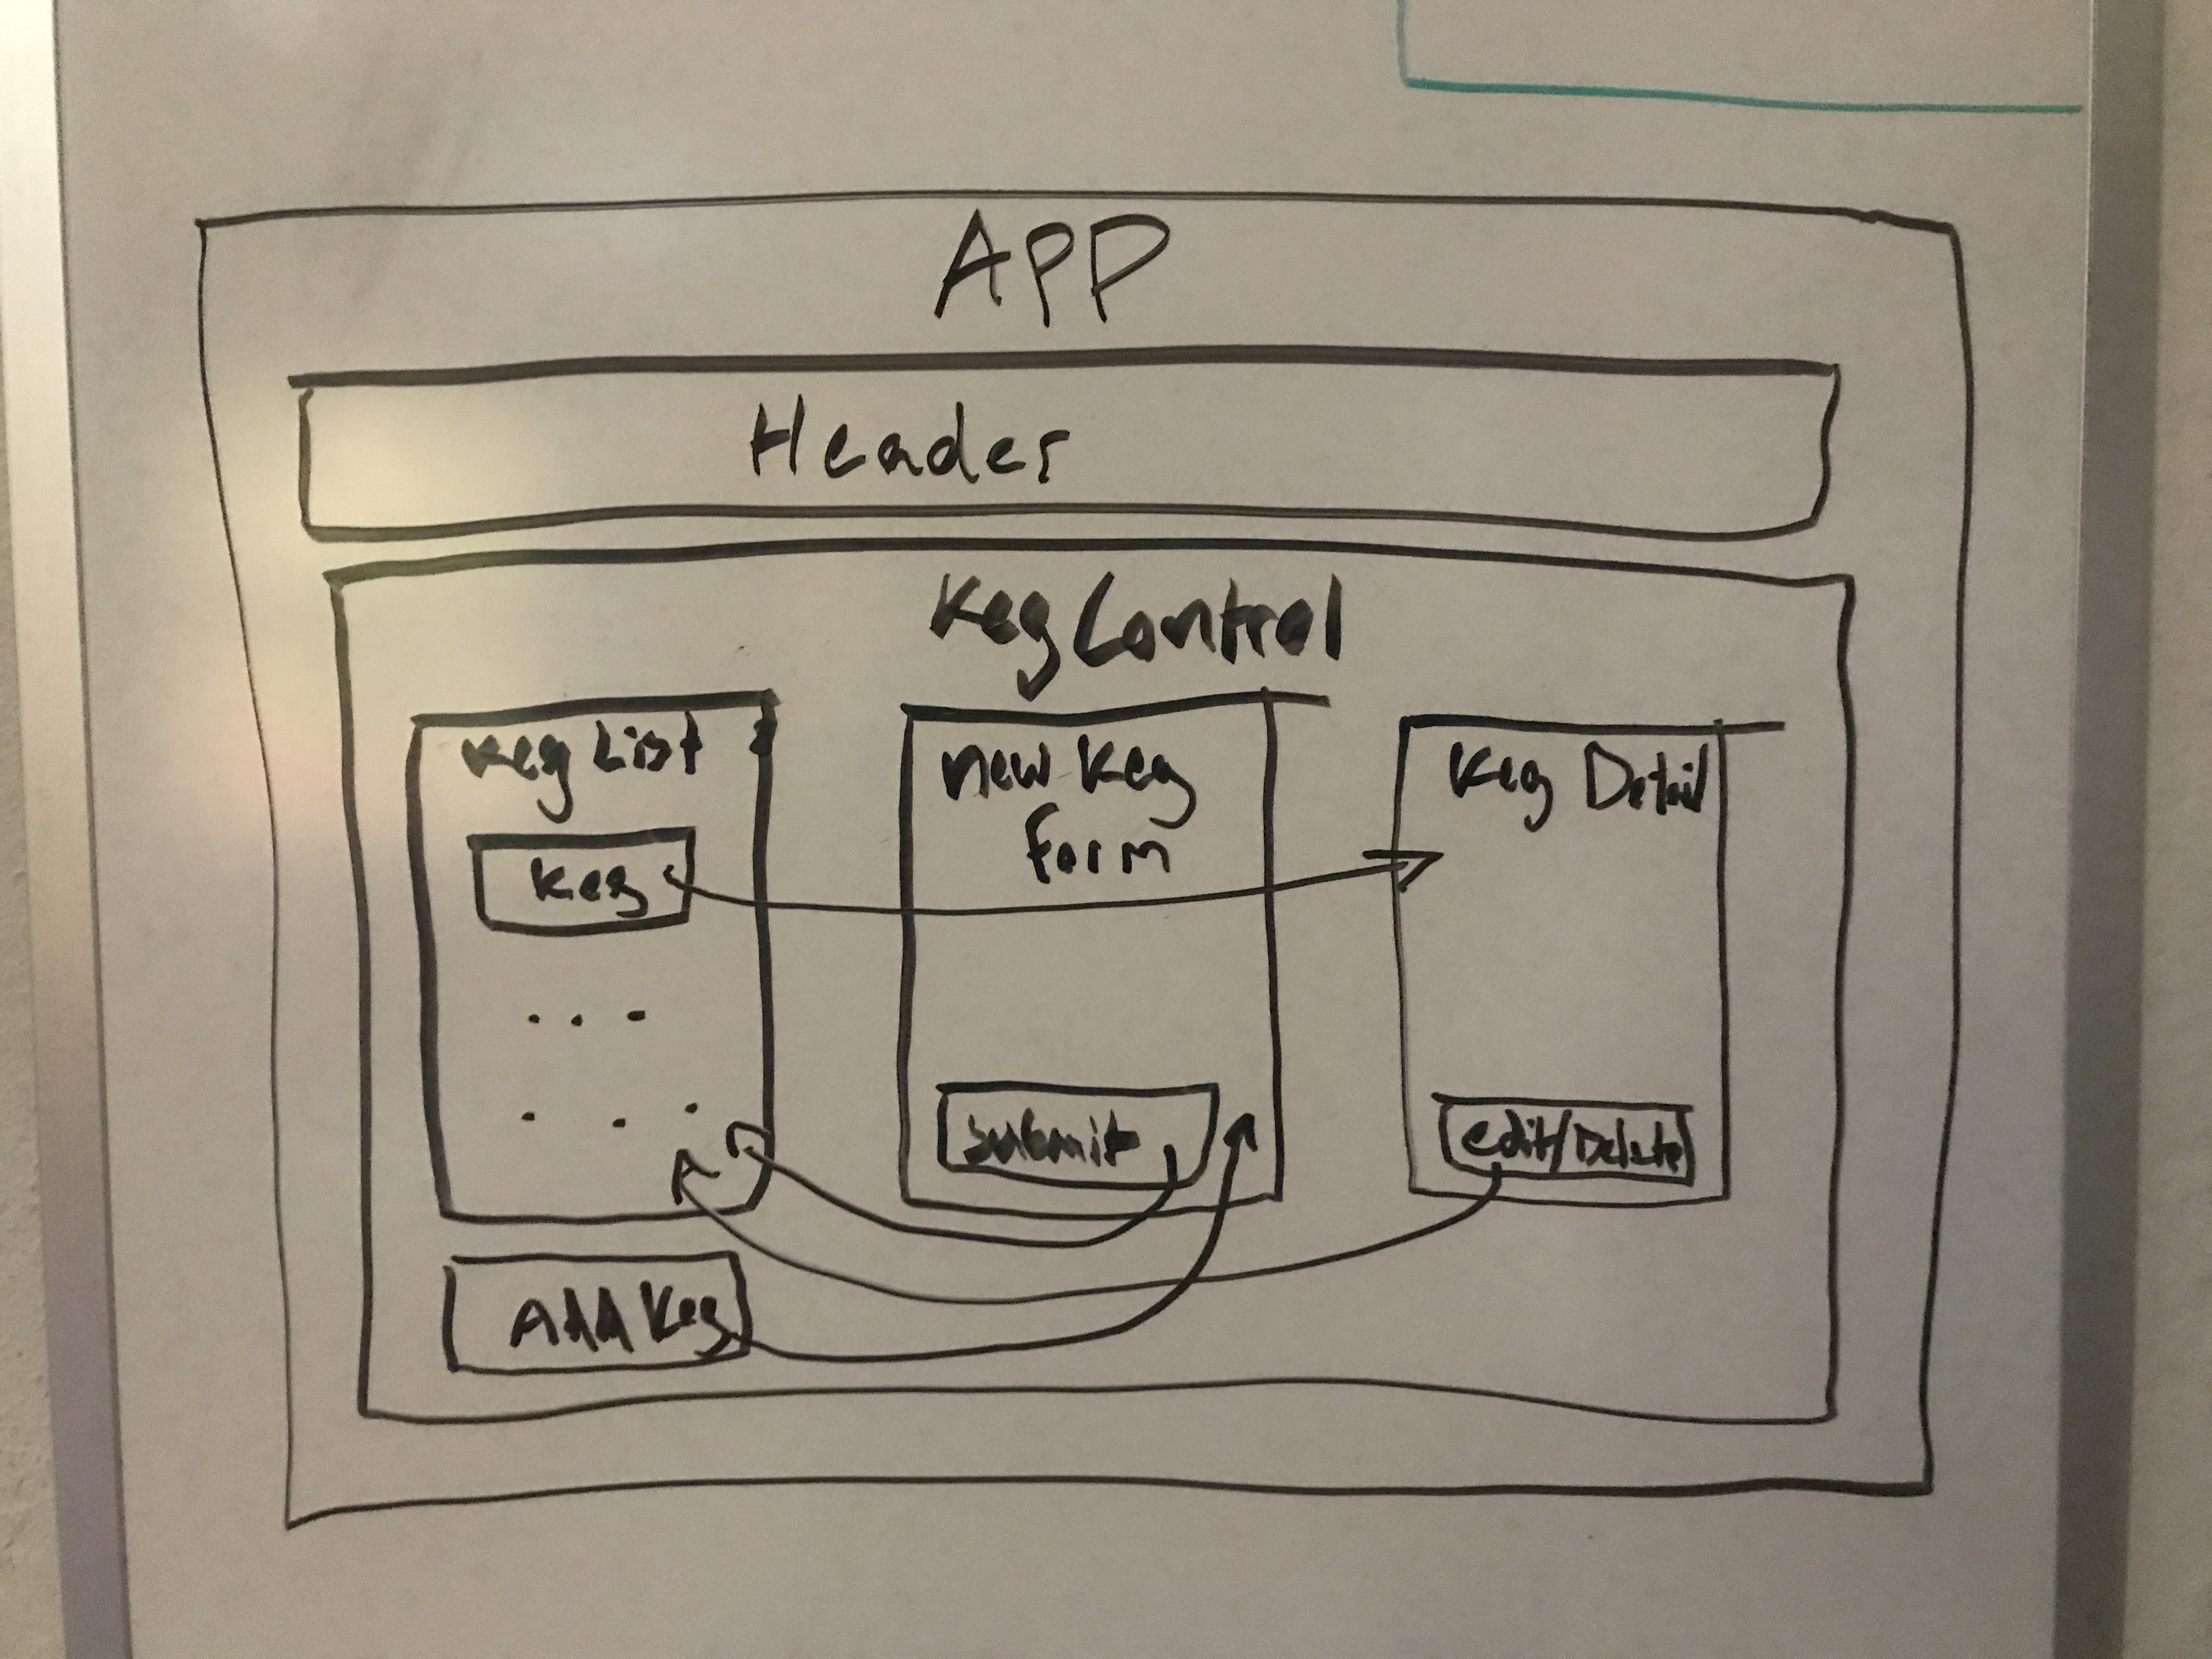 APP
Header
Keg Control
Keg List
Keg
new Keg
Form
Submit
Keg Detail
edit/Delete
Add Keg